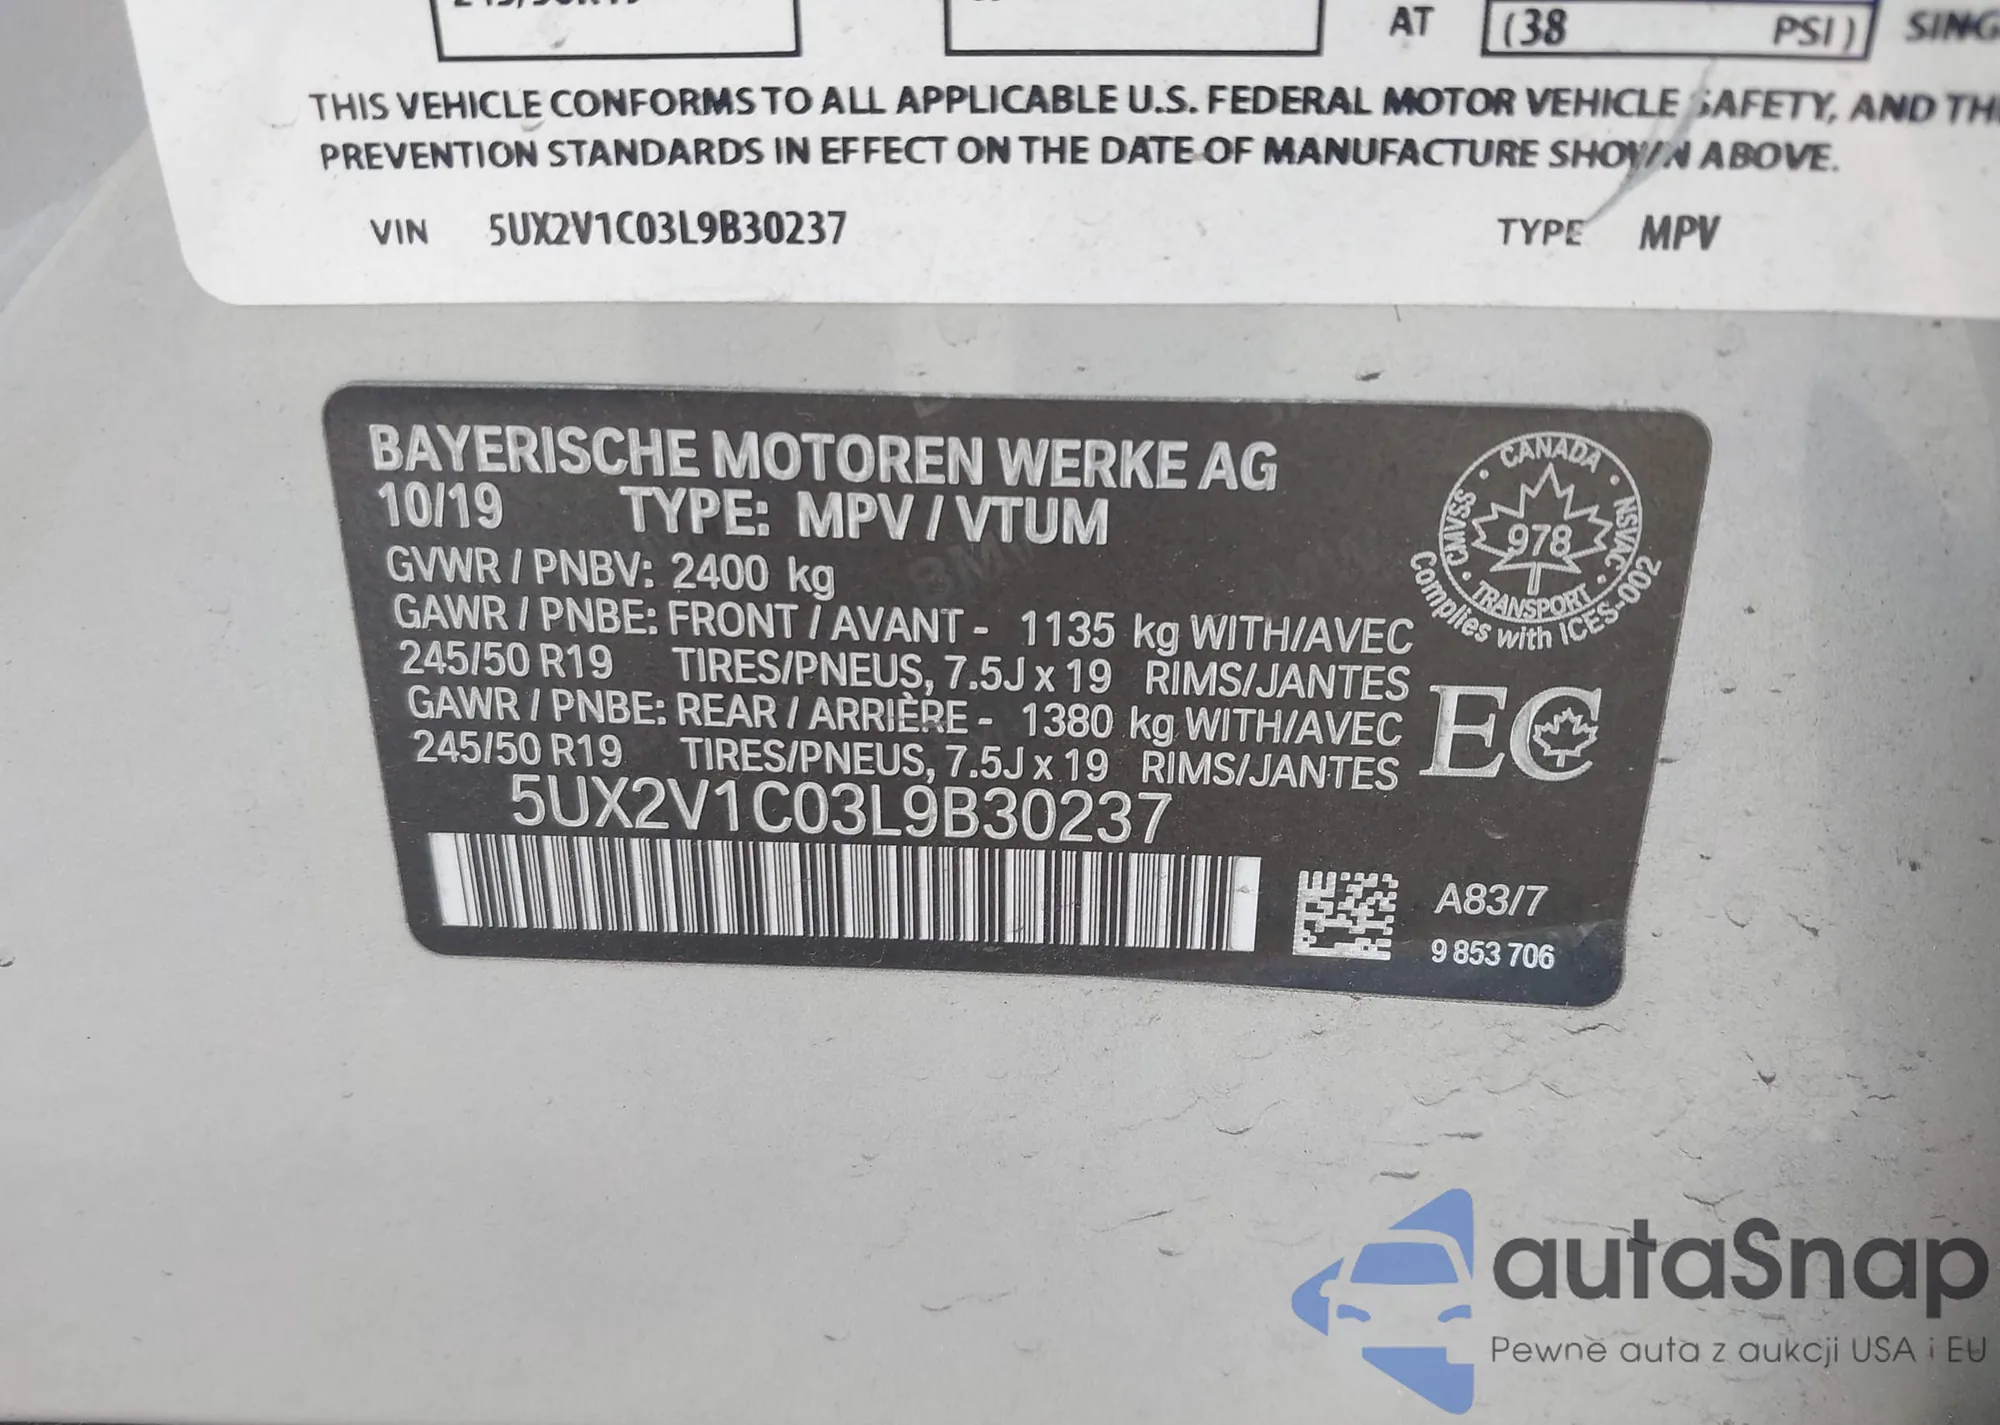 AT (38 PSI) SING
THIS VEHICLE CONFORMS TO ALL APPLICABLE U.S. FEDERAL MOTOR VEHICLE SAFETY, AND TH
PREVENTION STANDARDS IN EFFECT ON THE DATE OF MANUFACTURE SHOWN ABOVE.
VIN 5UX2V1C03L9B30237 TYPE MPV
BAYERISCHE MOTOREN WERKE AG
10/19 TYPE: MPV / VTUM
GVWR / PNBV: 2400 kg
GAWR / PNBE: FRONT / AVANT - 1135 kg WITH/AVEC
245/50 R19 TIRES/PNEUS, 7.5J x 19 RIMS/JANTES
GAWR / PNBE: REAR / ARRIÈRE - 1380 kg WITH/AVEC
245/50 R19 TIRES/PNEUS, 7.5J x 19 RIMS/JANTES
5UX2V1C03L9B30237
CANADA
CMVSS 978 NSVAC
TRANSPORT
Complies with ICES-002
EC
A83/7
9 853 706
autaSnap
Pewne auta z aukcji USA i EU